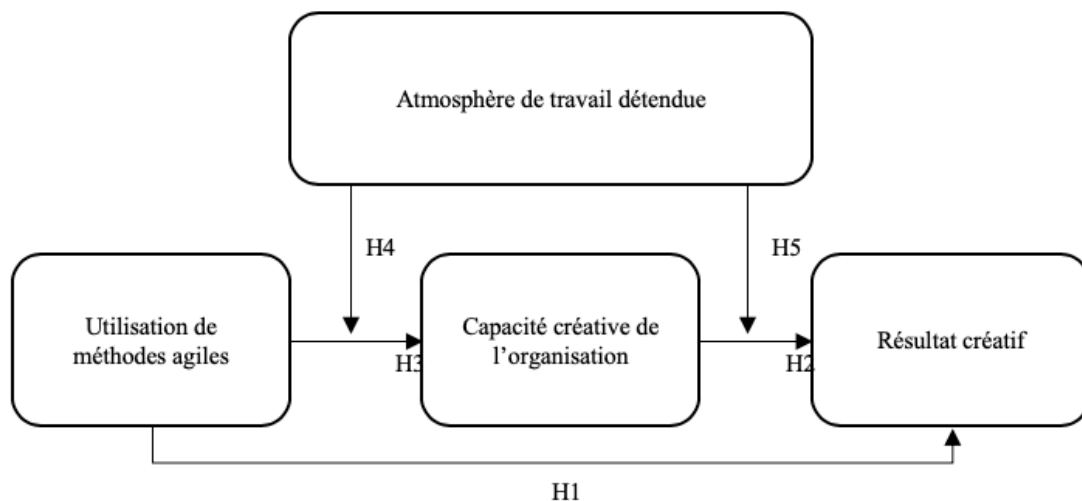 Atmosphère de travail détendue
H4
H5
Utilisation de
méthodes agiles
H3
Capacité créative de
l’organisation
H2
Résultat créatif
H1